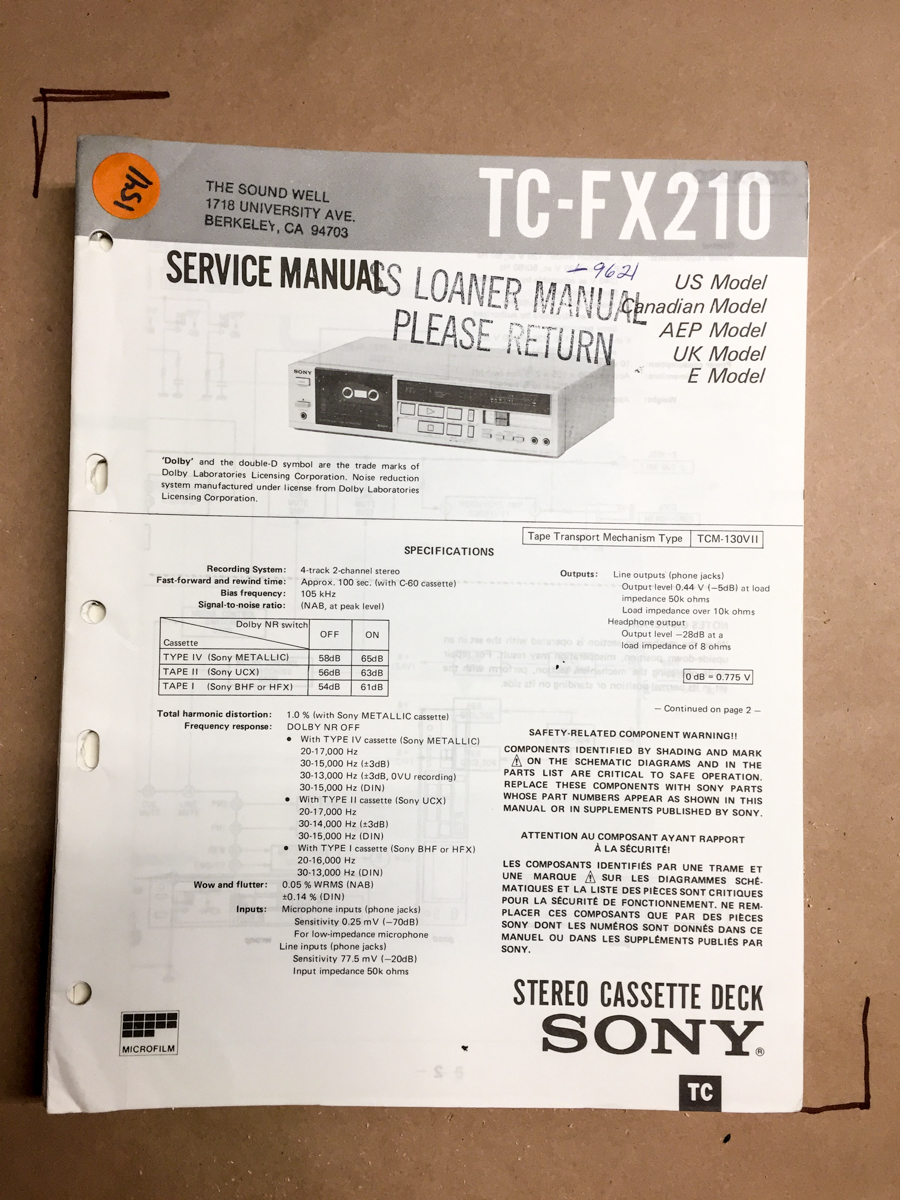 1541
THE SOUND WELL
1718 UNIVERSITY AVE.
BERKELEY, CA 94703
TC-FX210
SERVICE MANUAL
SS LOANER MANUAL
PLEASE RETURN
-9621
US Model
Canadian Model
AEP Model
UK Model
E Model
SONY
'Dolby' and the double-D symbol are the trade marks of
Dolby Laboratories Licensing Corporation. Noise reduction
system manufactured under license from Dolby Laboratories
Licensing Corporation.
Tape Transport Mechanism Type TCM-130VII
SPECIFICATIONS
Recording System: 4-track 2-channel stereo
Fast-forward and rewind time: Approx. 100 sec. (with C-60 cassette)
Bias frequency: 105 kHz
Signal-to-noise ratio: (NAB, at peak level)
Dolby NR switch OFF ON
Cassette
TYPE IV (Sony METALLIC) 58dB 65dB
TAPE II (Sony UCX) 56dB 63dB
TAPE I (Sony BHF or HFX) 54dB 61dB
Total harmonic distortion: 1.0 % (with Sony METALLIC cassette)
Frequency response: DOLBY NR OFF
● With TYPE IV cassette (Sony METALLIC)
20-17,000 Hz
30-15,000 Hz (±3dB)
30-13,000 Hz (±3dB, 0VU recording)
30-15,000 Hz (DIN)
● With TYPE II cassette (Sony UCX)
20-17,000 Hz
30-14,000 Hz (±3dB)
30-15,000 Hz (DIN)
● With TYPE I cassette (Sony BHF or HFX)
20-16,000 Hz
30-13,000 Hz (DIN)
Wow and flutter: 0.05 % WRMS (NAB)
±0.14 % (DIN)
Inputs: Microphone inputs (phone jacks)
Sensitivity 0.25 mV (−70dB)
For low-impedance microphone
Line inputs (phono jacks)
Sensitivity 77.5 mV (−20dB)
Input impedance 50k ohms
Outputs: Line outputs (phono jacks)
Output level 0.44 V (−5dB) at load
impedance 50k ohms
Load impedance over 10k ohms
Headphone output
Output level −28dB at a
load impedance of 8 ohms
0 dB = 0.775 V
— Continued on page 2 —
SAFETY-RELATED COMPONENT WARNING!!
COMPONENTS IDENTIFIED BY SHADING AND MARK
⚠ ON THE SCHEMATIC DIAGRAMS AND IN THE
PARTS LIST ARE CRITICAL TO SAFE OPERATION.
REPLACE THESE COMPONENTS WITH SONY PARTS
WHOSE PART NUMBERS APPEAR AS SHOWN IN THIS
MANUAL OR IN SUPPLEMENTS PUBLISHED BY SONY.
ATTENTION AU COMPOSANT AYANT RAPPORT
À LA SÉCURITÉ!
LES COMPOSANTS IDENTIFIÉS PAR UNE TRAME ET
UNE MARQUE ⚠ SUR LES DIAGRAMMES SCHÉ-
MATIQUES ET LA LISTE DES PIÈCES SONT CRITIQUES
POUR LA SÉCURITÉ DE FONCTIONNEMENT. NE REM-
PLACER CES COMPOSANTS QUE PAR DES PIÈCES
SONY DONT LES NUMÉROS SONT DONNÉS DANS CE
MANUEL OU DANS LES SUPPLÉMENTS PUBLIÉS PAR
SONY.
STEREO CASSETTE DECK
SONY®
MICROFILM
TC